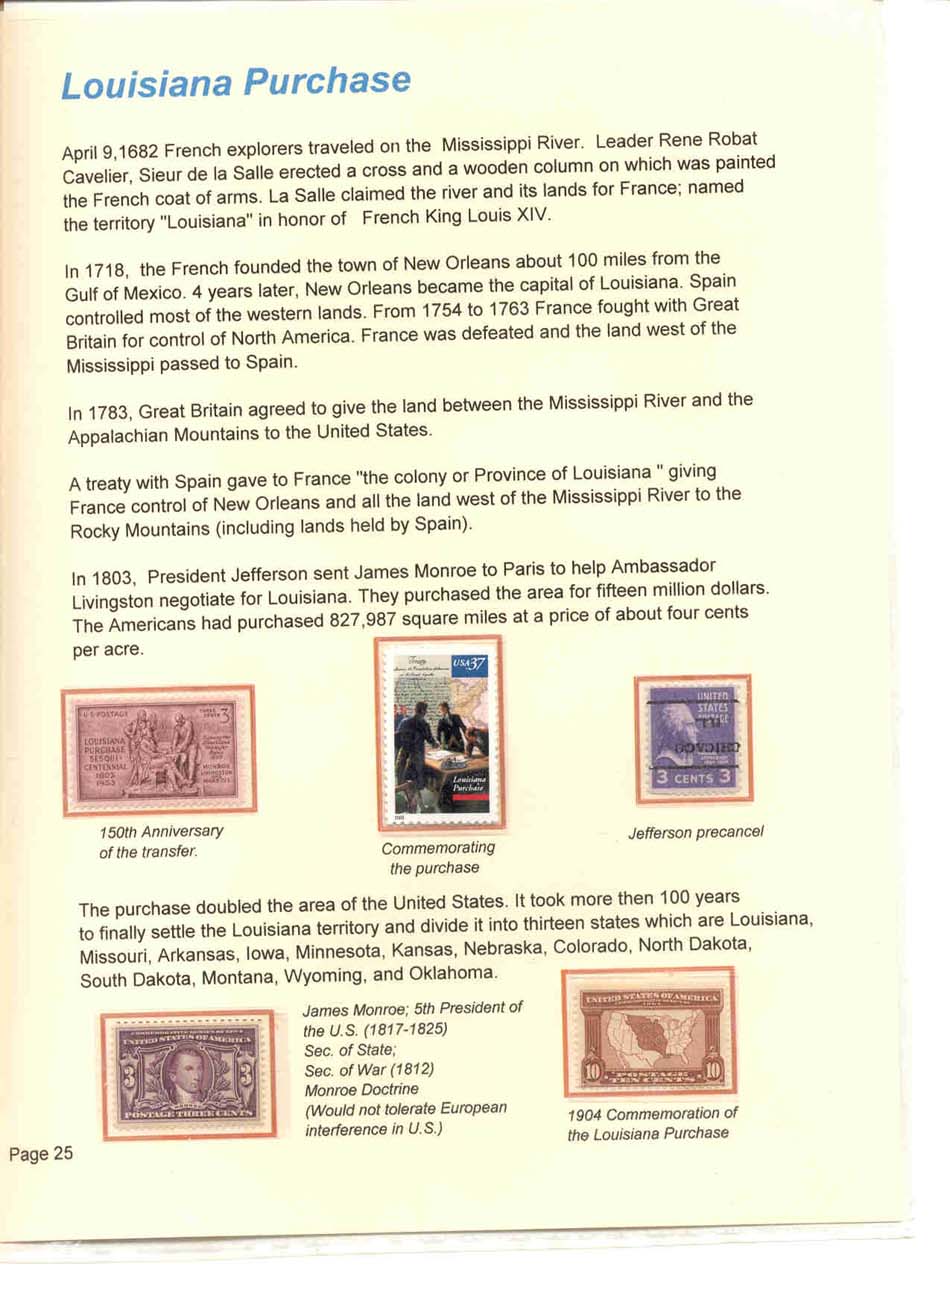 Louisiana Purchase
April 9,1682 French explorers traveled on the Mississippi River. Leader Rene Robat
Cavelier, Sieur de la Salle erected a cross and a wooden column on which was painted
the French coat of arms. La Salle claimed the river and its lands for France; named
the territory "Louisiana" in honor of French King Louis XIV.
In 1718, the French founded the town of New Orleans about 100 miles from the
Gulf of Mexico. 4 years later, New Orleans became the capital of Louisiana. Spain
controlled most of the western lands. From 1754 to 1763 France fought with Great
Britain for control of North America. France was defeated and the land west of the
Mississippi passed to Spain.
In 1783, Great Britain agreed to give the land between the Mississippi River and the
Appalachian Mountains to the United States.
A treaty with Spain gave to France "the colony or Province of Louisiana " giving
France control of New Orleans and all the land west of the Mississippi River to the
Rocky Mountains (including lands held by Spain).
In 1803, President Jefferson sent James Monroe to Paris to help Ambassador
Livingston negotiate for Louisiana. They purchased the area for fifteen million dollars.
The Americans had purchased 827,987 square miles at a price of about four cents
per acre.
U.S. POSTAGE
THREE
CENTS 3
LOUISIANA
PURCHASE
SESQUI-
CENTENNIAL
1803
1953
MONROE
LIVINGSTON
Treaty
USA37
Louisiana
Purchase
UNITED
STATES
POSTAGE
CHICAGO
ILL.
3 CENTS 3
150th Anniversary
of the transfer.
Commemorating
the purchase
Jefferson precancel
The purchase doubled the area of the United States. It took more then 100 years
to finally settle the Louisiana territory and divide it into thirteen states which are Louisiana,
Missouri, Arkansas, Iowa, Minnesota, Kansas, Nebraska, Colorado, North Dakota,
South Dakota, Montana, Wyoming, and Oklahoma.
UNITED STATES OF AMERICA
3 3
POSTAGE THREE CENTS
James Monroe; 5th President of
the U.S. (1817-1825)
Sec. of State;
Sec. of War (1812)
Monroe Doctrine
(Would not tolerate European
interference in U.S.)
UNITED STATES OF AMERICA
10 POSTAGE 10
TEN CENTS
1904 Commemoration of
the Louisiana Purchase
Page 25